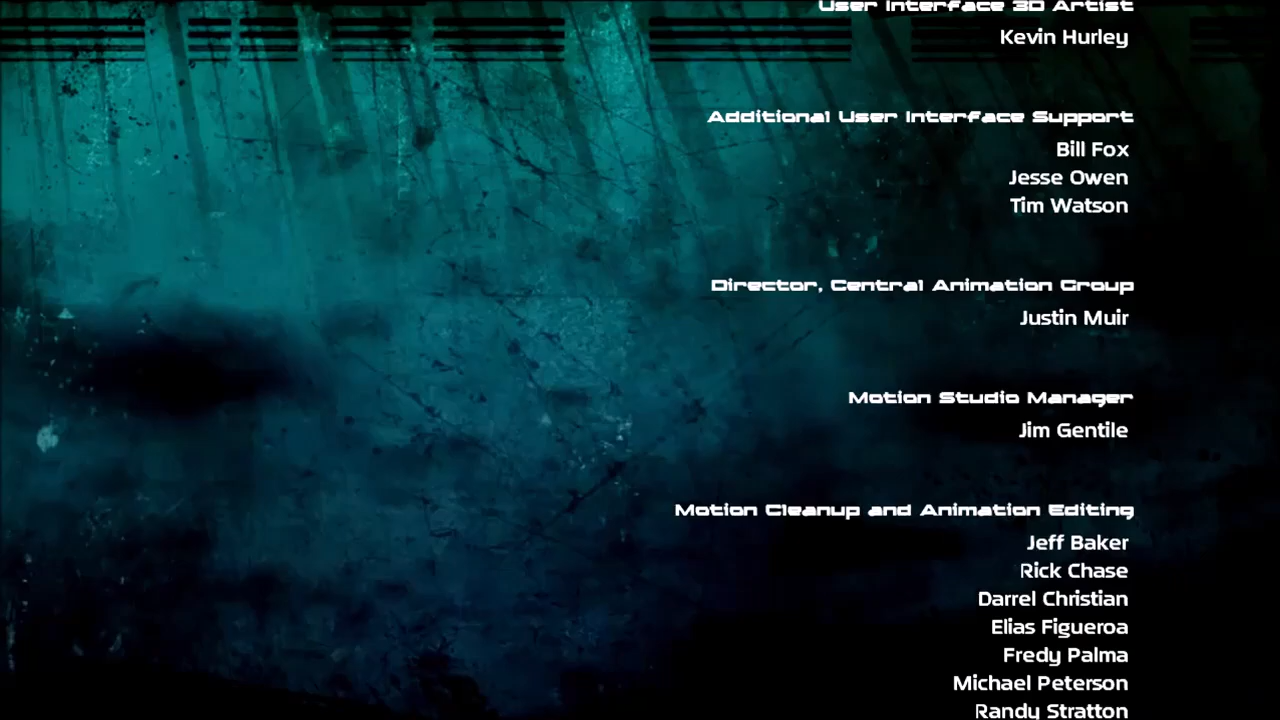 User Interface 3D Artist
Kevin Hurley
Additional User Interface Support
Bill Fox
Jesse Owen
Tim Watson
Director, Central Animation Group
Justin Muir
Motion Studio Manager
Jim Gentile
Motion Cleanup and Animation Editing
Jeff Baker
Rick Chase
Darrel Christian
Elias Figueroa
Fredy Palma
Michael Peterson
Randy Stratton